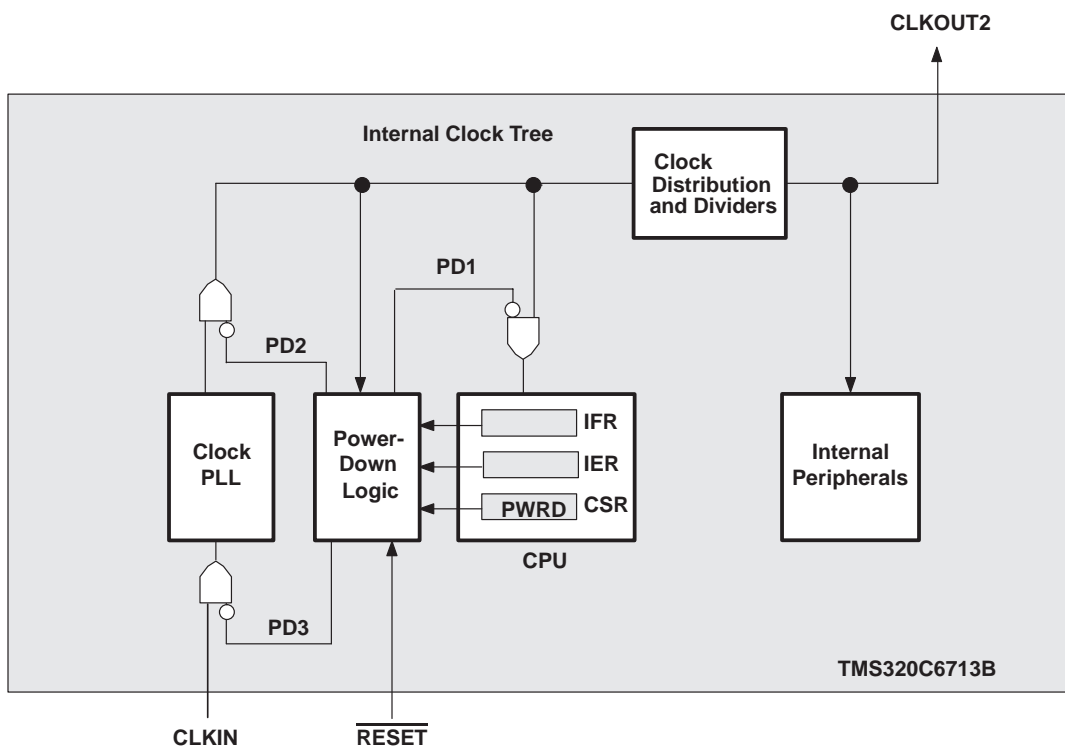 CLKOUT2
Internal Clock Tree
Clock
Distribution
and Dividers
PD1
PD2
Clock
PLL
Power-
Down
Logic
IFR
IER
PWRD
CSR
CPU
Internal
Peripherals
PD3
TMS320C6713B
CLKIN
RESET